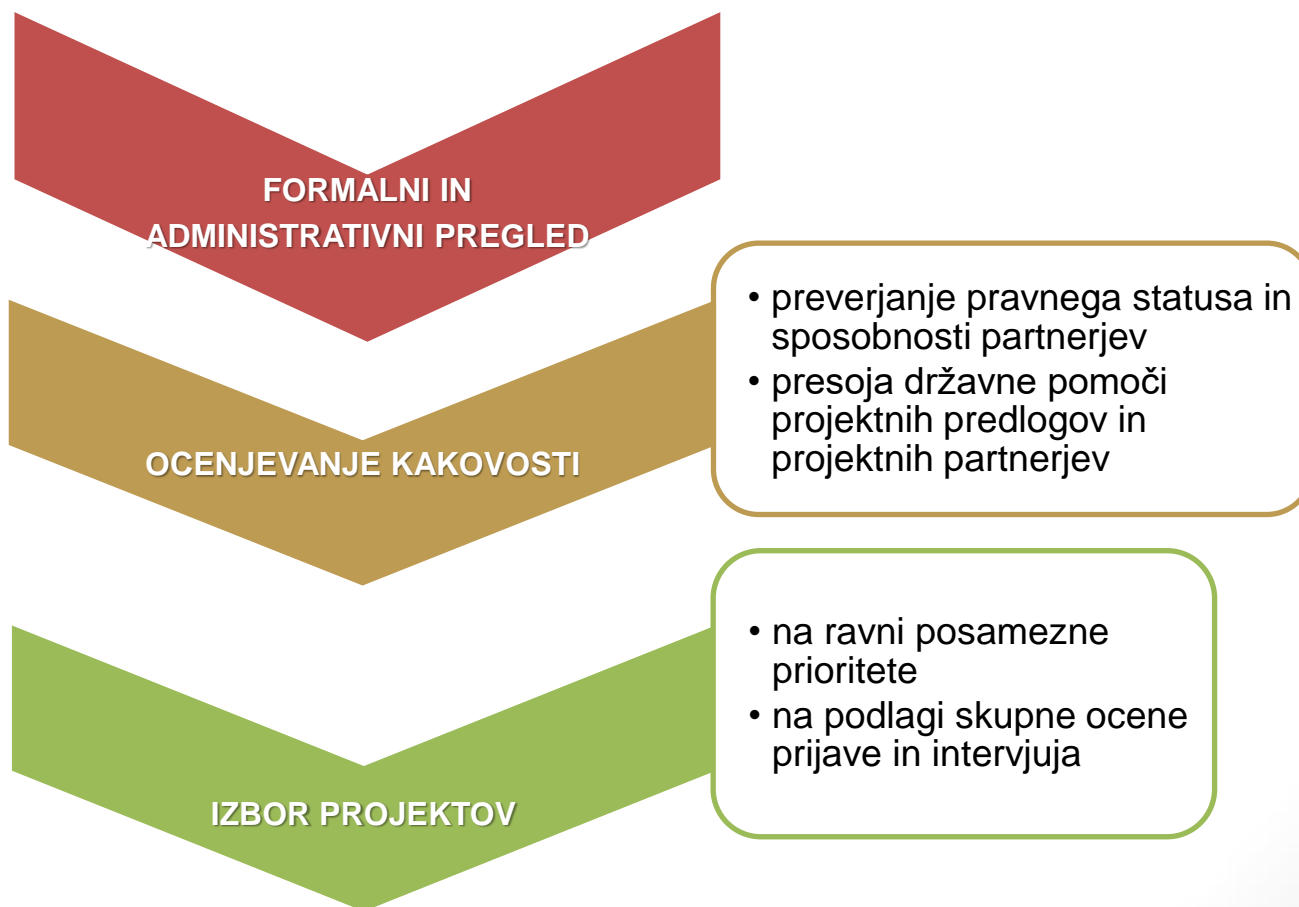 FORMALNI IN
ADMINISTRATIVNI PREGLED
OCENJEVANJE KAKOVOSTI
• preverjanje pravnega statusa in
sposobnosti partnerjev
• presoja državne pomoči
projektnih predlogov in
projektnih partnerjev
IZBOR PROJEKTOV
• na ravni posamezne
prioritete
• na podlagi skupne ocene
prijave in intervjuja